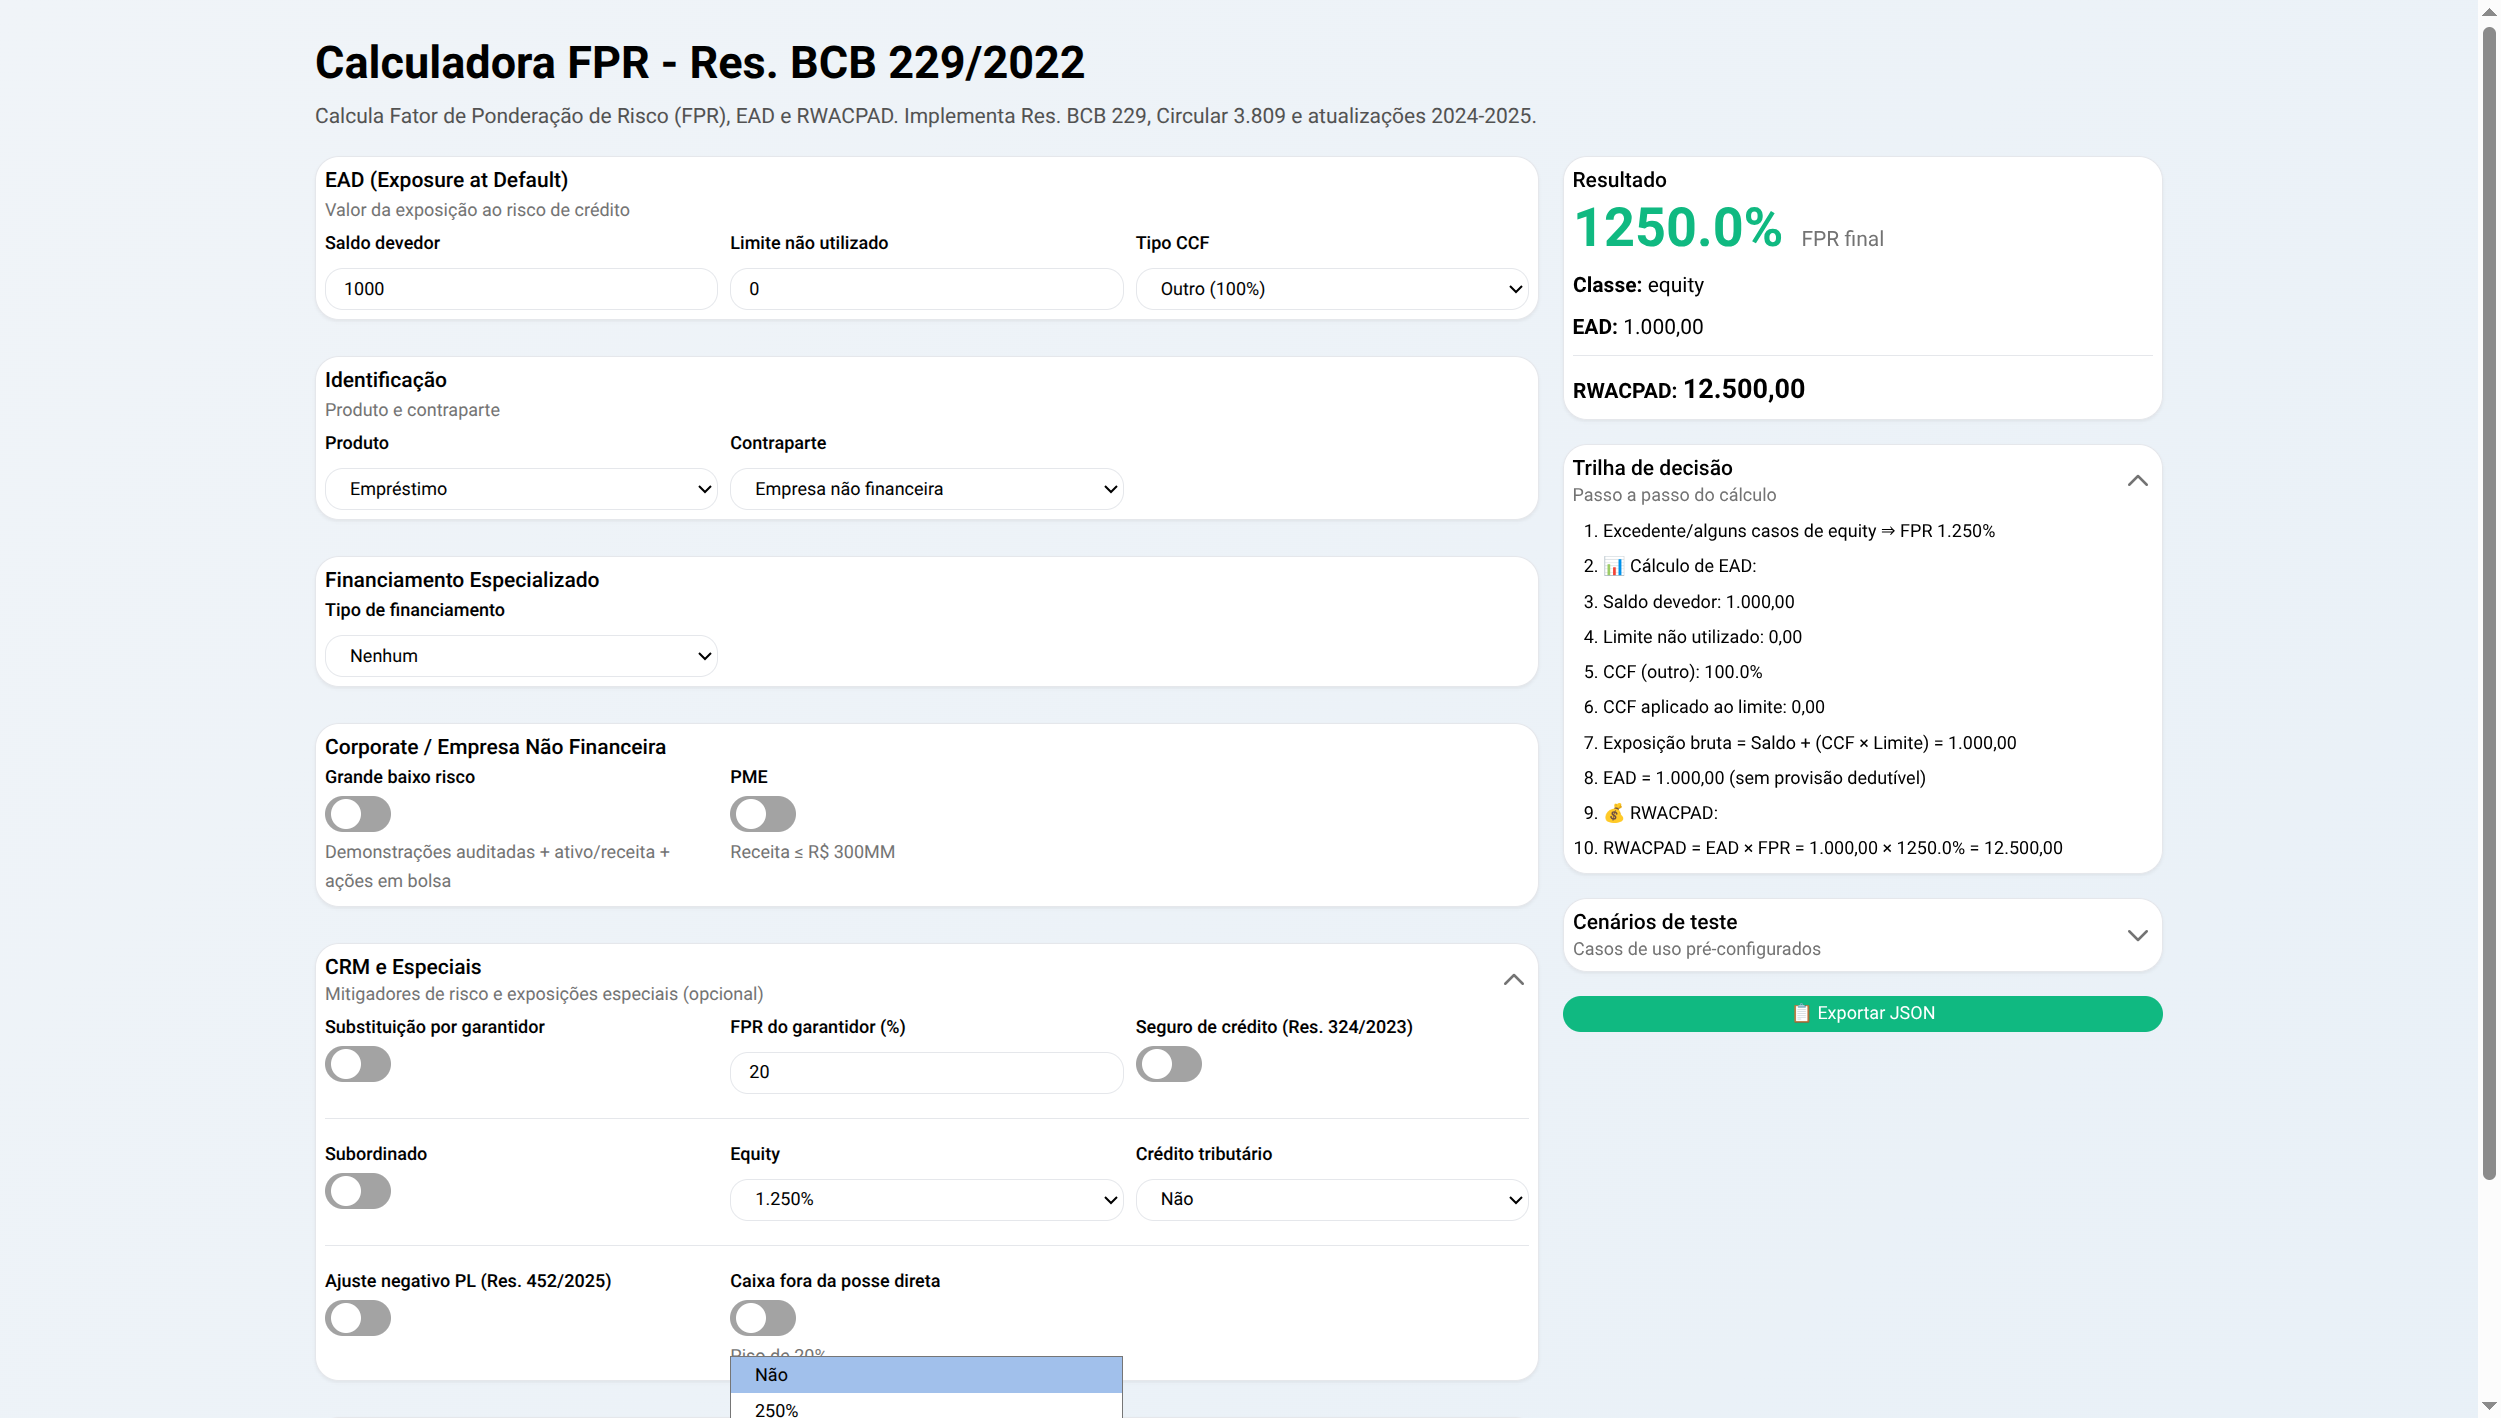 Calculadora FPR - Res. BCB 229/2022
Calcula Fator de Ponderação de Risco (FPR), EAD e RWACPAD. Implementa Res. BCB 229, Circular 3.809 e atualizações 2024-2025.
EAD (Exposure at Default)
Valor da exposição ao risco de crédito
Saldo devedor
Limite não utilizado
Tipo CCF
1000
0
Outro (100%)
Identificação
Produto e contraparte
Produto
Contraparte
Empréstimo
Empresa não financeira
Financiamento Especializado
Tipo de financiamento
Nenhum
Corporate / Empresa Não Financeira
Grande baixo risco
PME
Demonstrações auditadas + ativo/receita +
ações em bolsa
Receita ≤ R$ 300MM
CRM e Especiais
Mitigadores de risco e exposições especiais (opcional)
Substituição por garantidor
FPR do garantidor (%)
Seguro de crédito (Res. 324/2023)
20
Subordinado
Equity
Crédito tributário
1.250%
Não
Ajuste negativo PL (Res. 452/2025)
Caixa fora da posse direta
Piso de 20%
Não
250%
Resultado
1250.0% FPR final
Classe: equity
EAD: 1.000,00
RWACPAD: 12.500,00
Trilha de decisão
Passo a passo do cálculo
1. Excedente/alguns casos de equity ⇒ FPR 1.250%
2. 📊 Cálculo de EAD:
3. Saldo devedor: 1.000,00
4. Limite não utilizado: 0,00
5. CCF (outro): 100.0%
6. CCF aplicado ao limite: 0,00
7. Exposição bruta = Saldo + (CCF × Limite) = 1.000,00
8. EAD = 1.000,00 (sem provisão dedutível)
9. 💰 RWACPAD:
10. RWACPAD = EAD × FPR = 1.000,00 × 1250.0% = 12.500,00
Cenários de teste
Casos de uso pré-configurados
📋 Exportar JSON